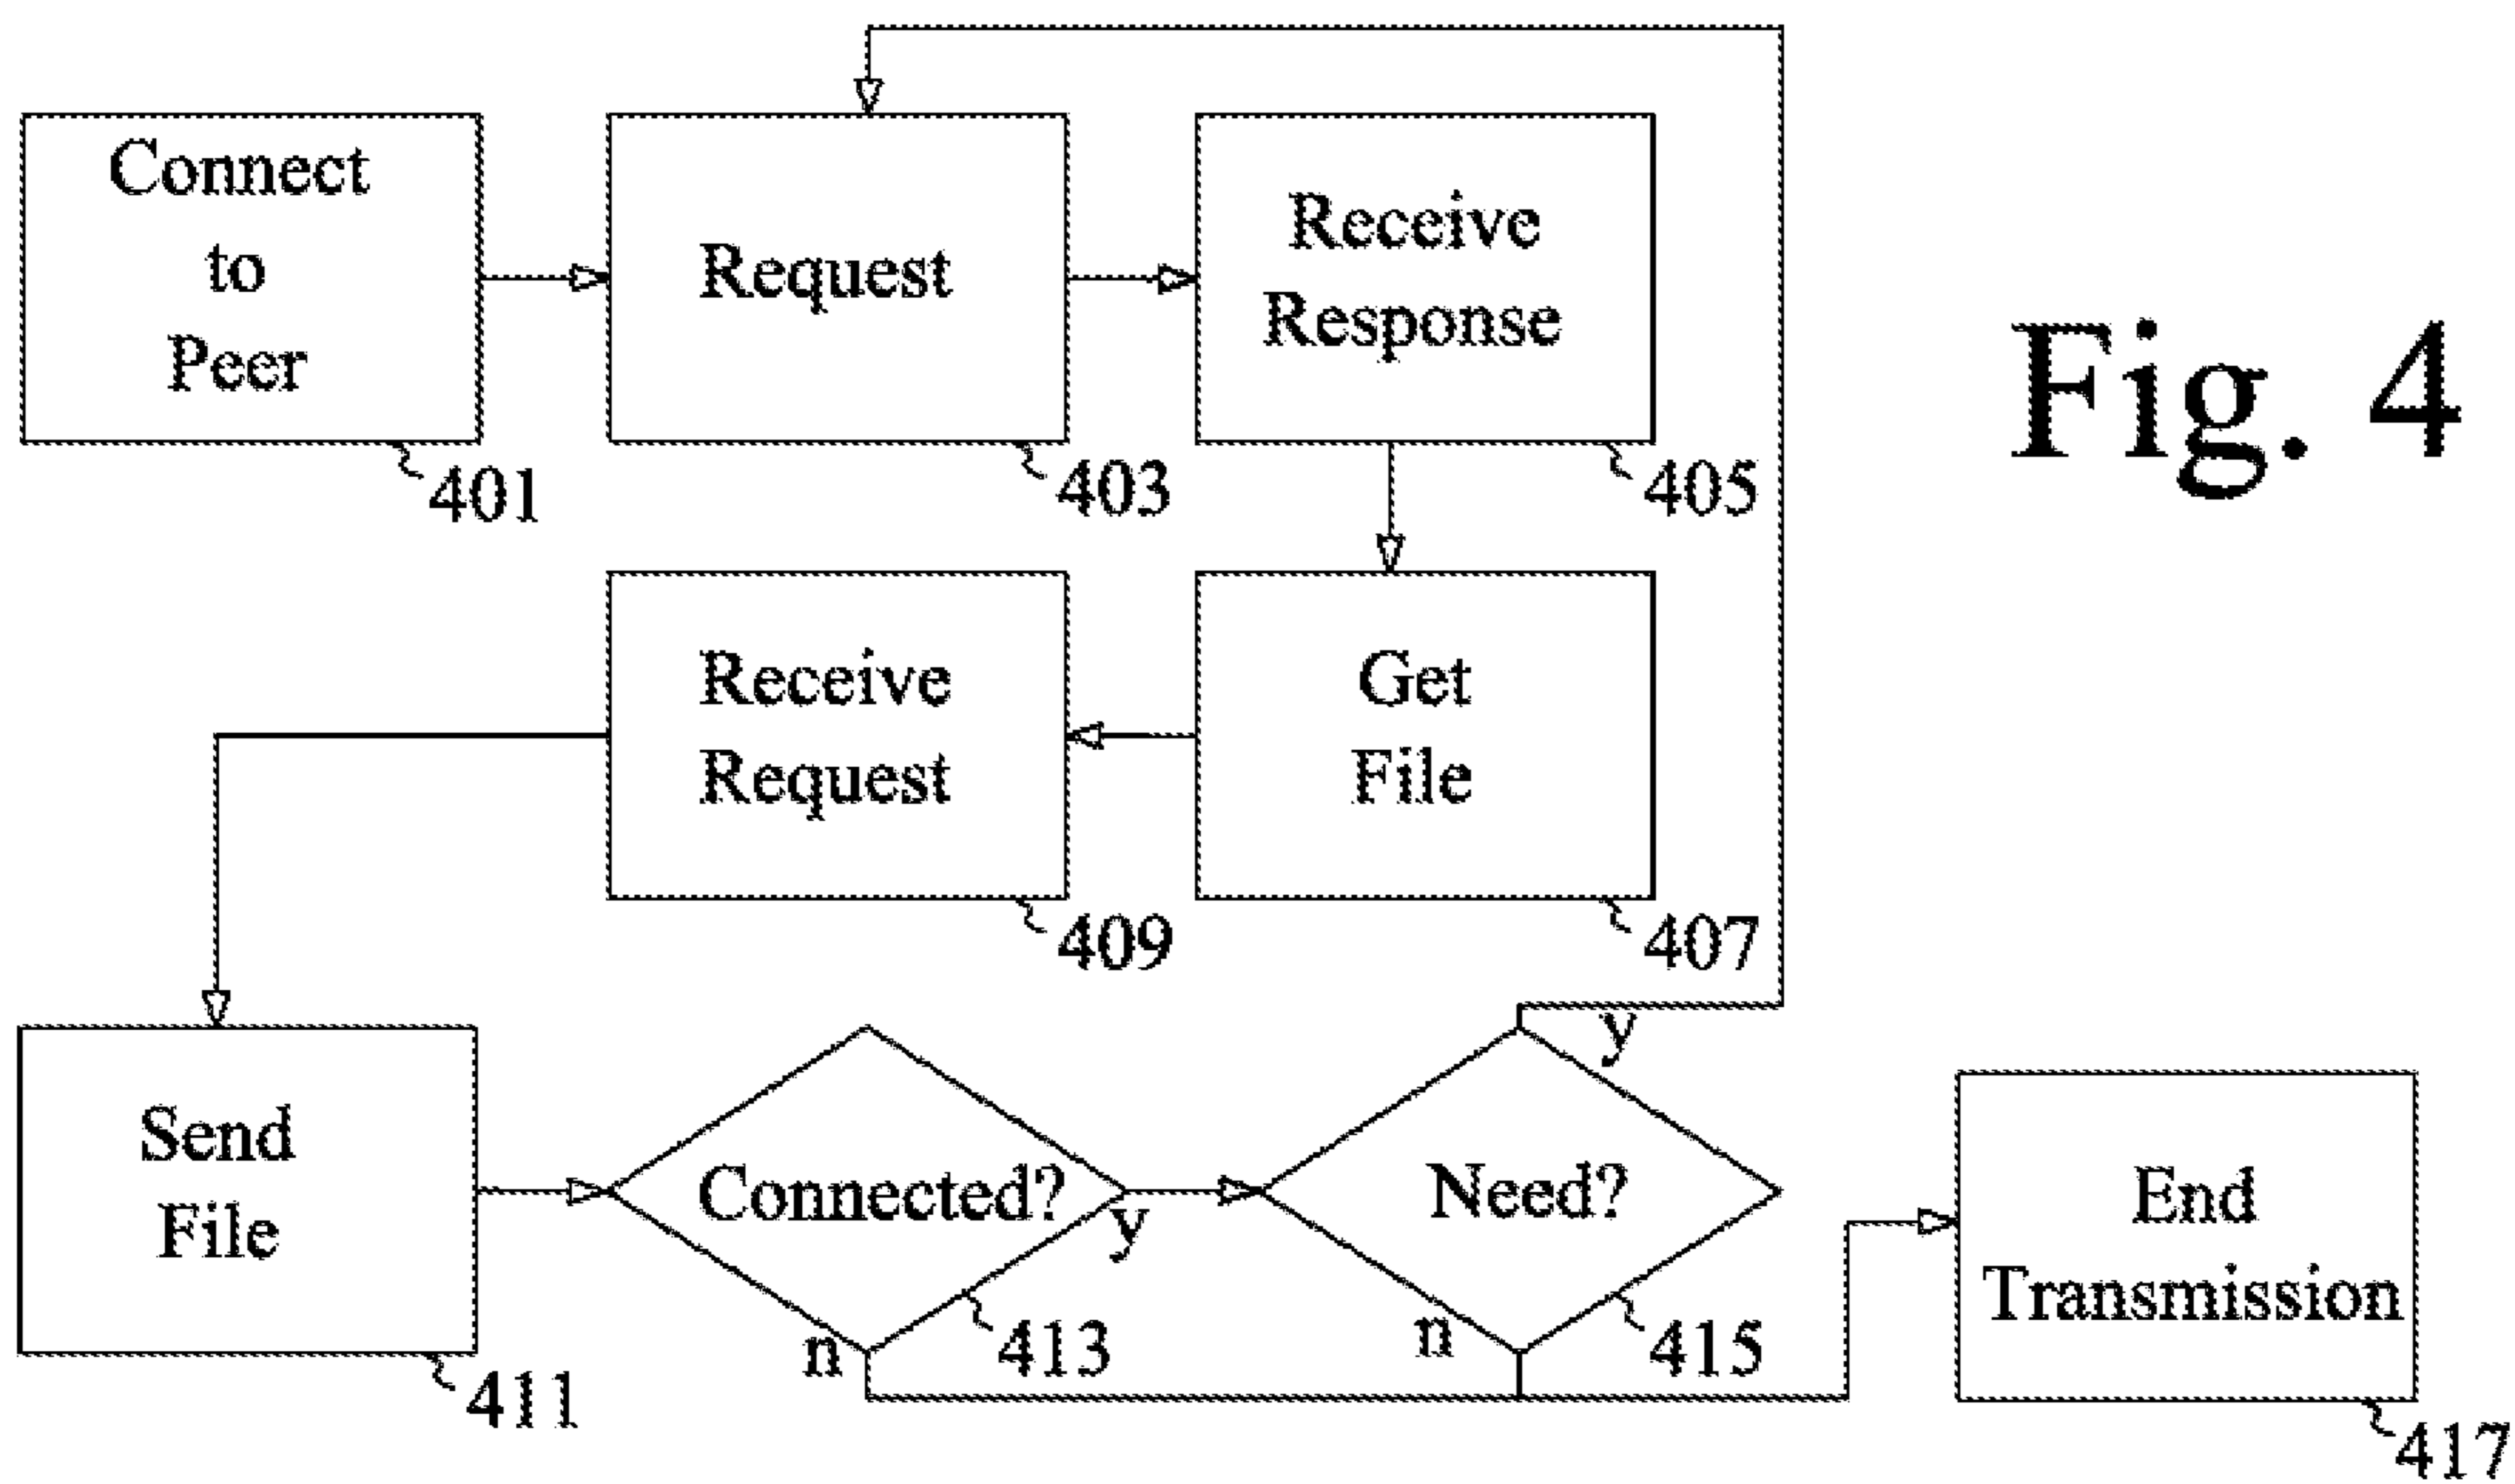 Connect
to
Peer
401
Request
403
Receive
Response
405
Fig. 4
Receive
Request
409
Get
File
407
Send
File
411
Connected?
y
n
413
Need?
y
n
415
End
Transmission
417